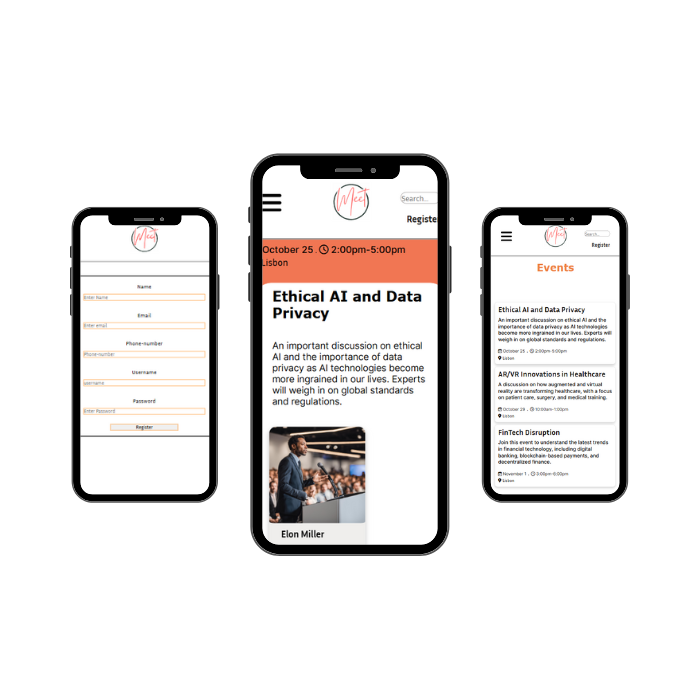 Meet
Name
Enter Name
Email
Enter email
Phone-number
Phone-number
Username
username
Password
Enter Password
Register
Meet
Search..
Registe
October 25 . 2:00pm-5:00pm
Lisbon
Ethical AI and Data
Privacy
An important discussion on ethical
AI and the importance of data
privacy as AI technologies become
more ingrained in our lives. Experts
will weigh in on global standards
and regulations.
Elon Miller
Meet
Search..
Register
Events
Ethical AI and Data Privacy
An important discussion on ethical AI and the
importance of data privacy as AI technologies
become more ingrained in our lives. Experts will
weigh in on global standards and regulations.
October 25 . 2:00pm-5:00pm
Lisbon
AR/VR Innovations in Healthcare
A discussion on how augmented and virtual
reality are transforming healthcare, with a focus
on patient care, surgery, and medical training.
October 28 . 10:00am-1:00pm
Lisbon
FinTech Disruption
Join this event to understand the latest trends
in financial technology, including digital
banking, blockchain-based payments, and
decentralized finance.
November 1 . 3:00pm-6:00pm
Lisbon